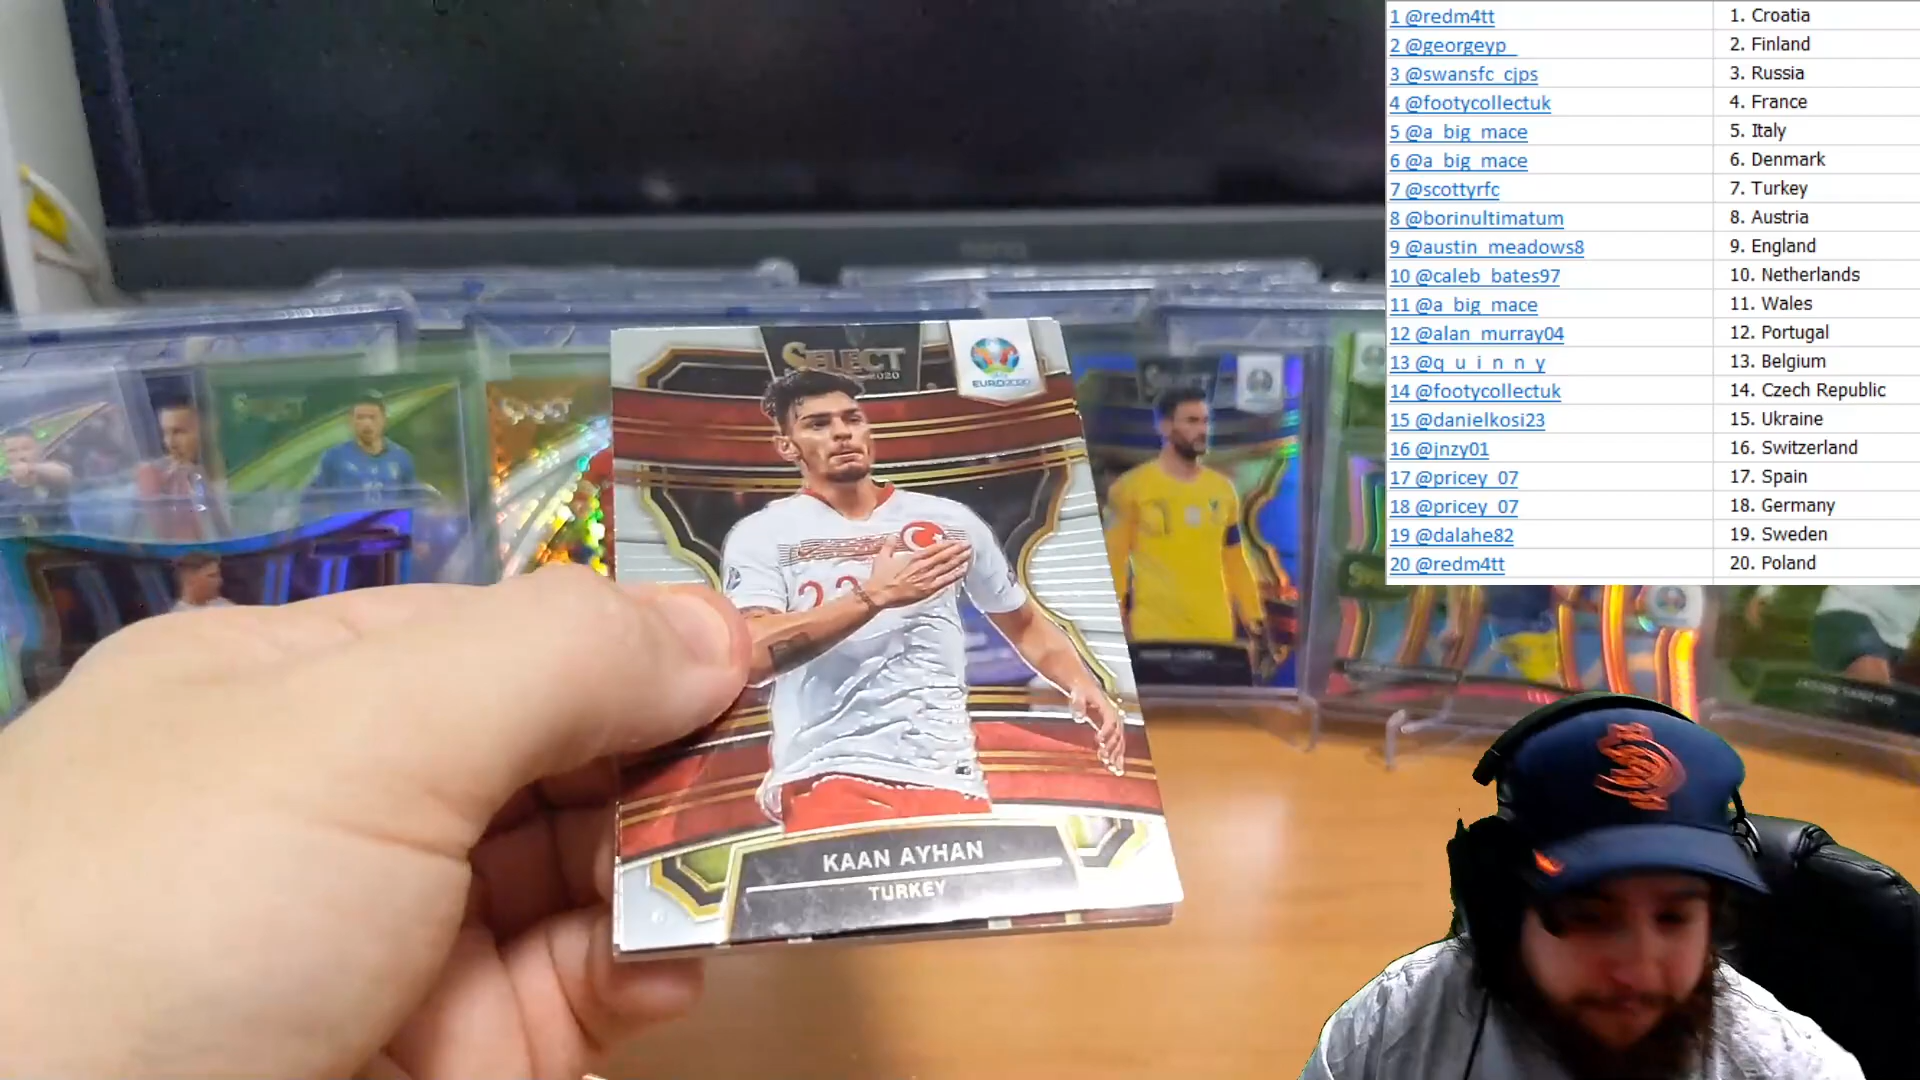 1 @redm4tt 1. Croatia
2 @georgeyp_ 2. Finland
3 @swansfc_cjps 3. Russia
4 @footycollectuk 4. France
5 @a_big_mace 5. Italy
6 @a_big_mace 6. Denmark
7 @scottyrfc 7. Turkey
8 @borinultimatum 8. Austria
9 @austin_meadows8 9. England
10 @caleb_bates97 10. Netherlands
11 @a_big_mace 11. Wales
12 @alan_murray04 12. Portugal
13 @q_u_i_n_n_y 13. Belgium
14 @footycollectuk 14. Czech Republic
15 @danielkosi23 15. Ukraine
16 @jnzy01 16. Switzerland
17 @pricey_07 17. Spain
18 @pricey_07 18. Germany
19 @dalahe82 19. Sweden
20 @redm4tt 20. Poland
SELECT
2020
EURO2020
KAAN AYHAN
TURKEY